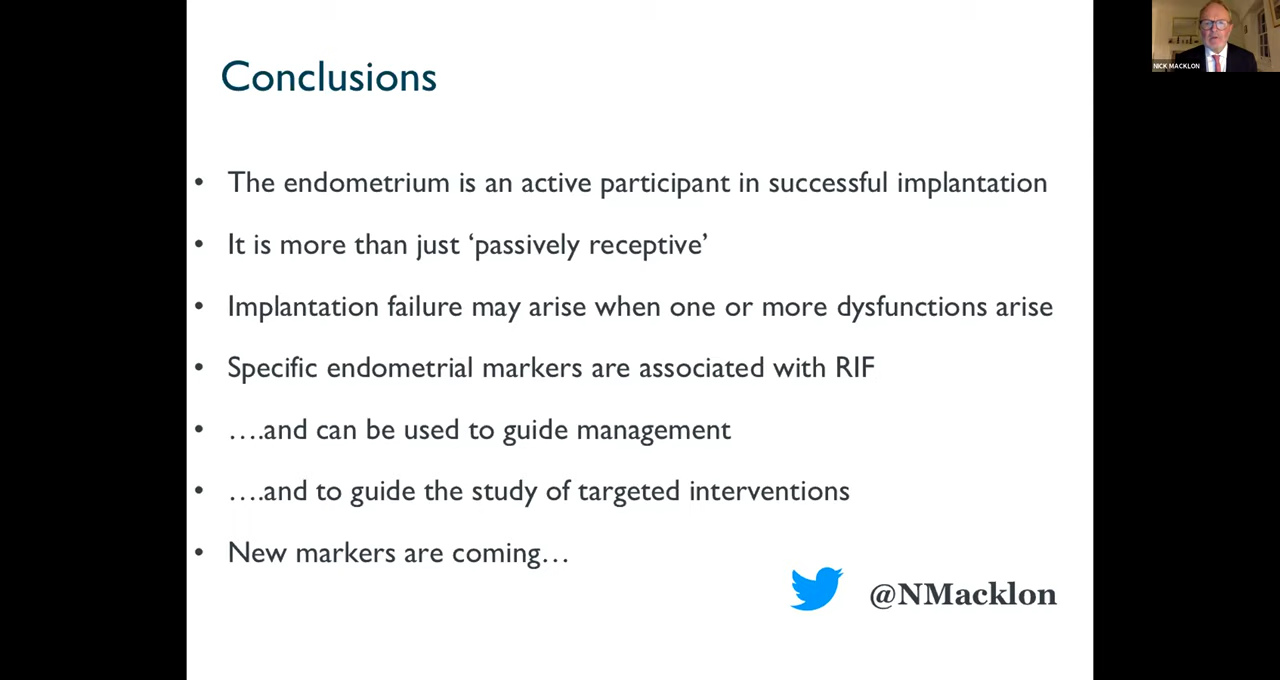 Conclusions
• The endometrium is an active participant in successful implantation
• It is more than just ‘passively receptive’
• Implantation failure may arise when one or more dysfunctions arise
• Specific endometrial markers are associated with RIF
• ….and can be used to guide management
• ….and to guide the study of targeted interventions
• New markers are coming…
@NMacklon
NICK MACKLON